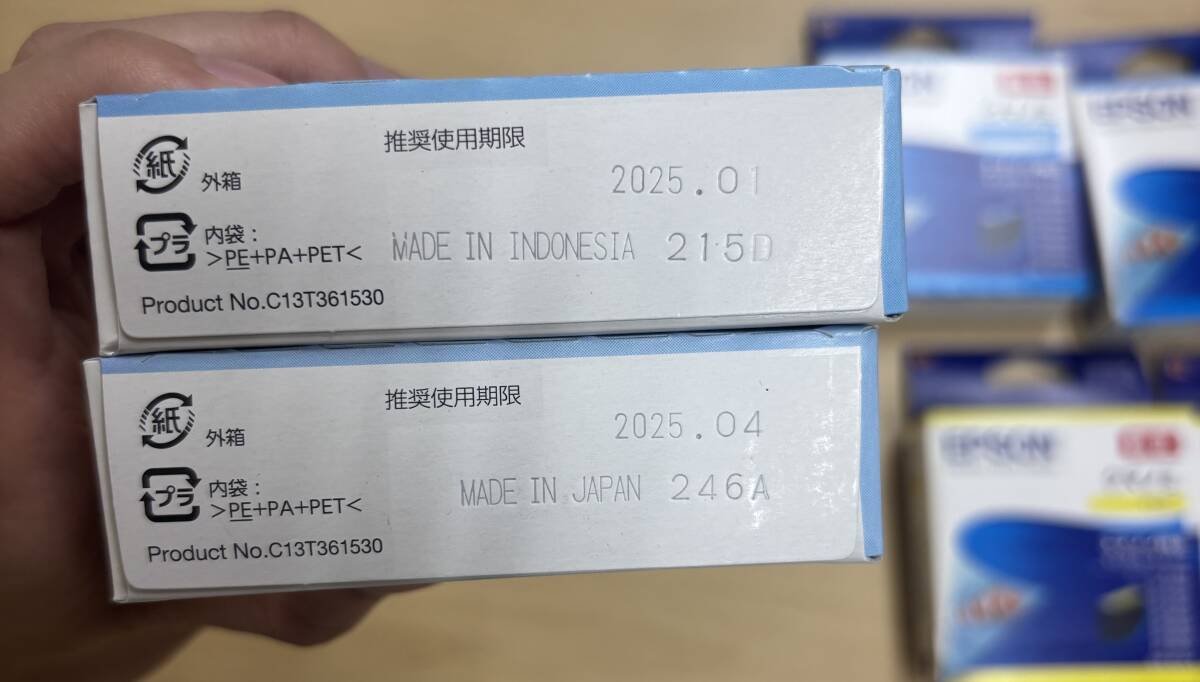 推奨使用期限
紙 外箱
2025.01
プラ 内袋：
>PE+PA+PET<
MADE IN INDONESIA 215D
Product No.C13T361530
推奨使用期限
紙 外箱
2025.04
プラ 内袋：
>PE+PA+PET<
MADE IN JAPAN 246A
Product No.C13T361530
EPSON
EPSON